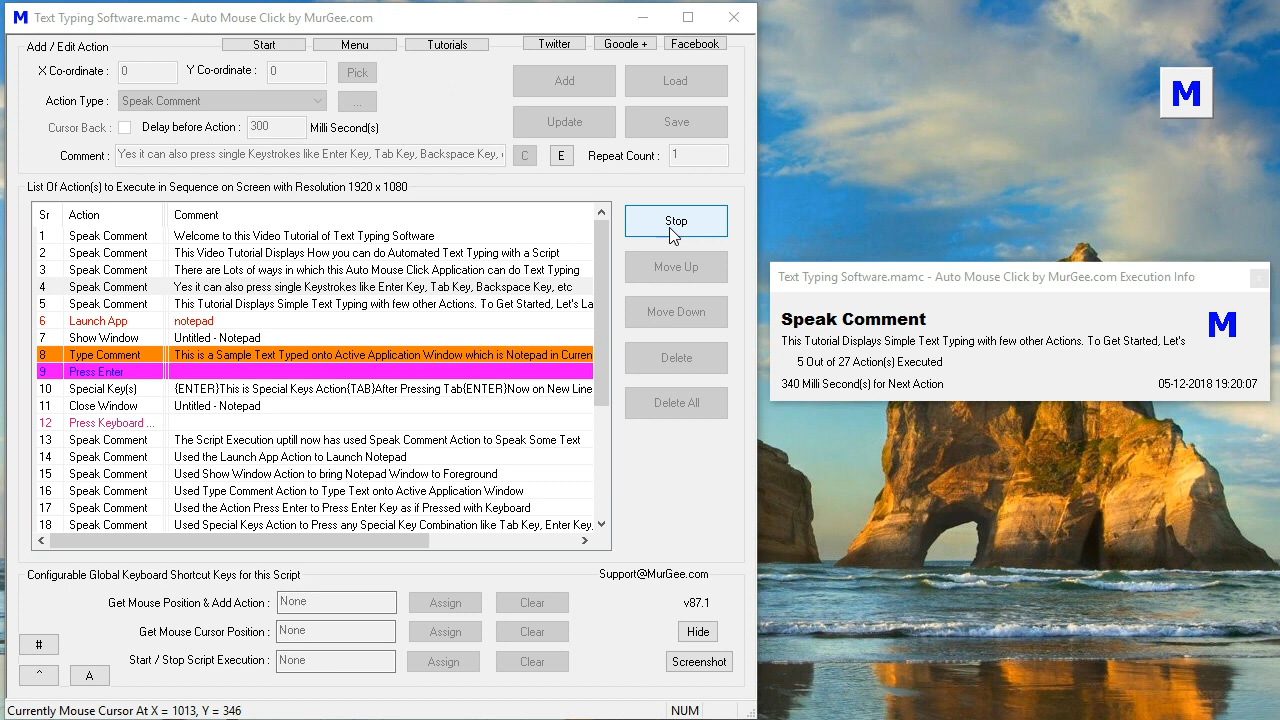 M Text Typing Software.mamc - Auto Mouse Click by MurGee.com
Add / Edit Action Start Menu Tutorials Twitter Google + Facebook
X Co-ordinate : 0 Y Co-ordinate : 0 Pick Add Load
Action Type : Speak Comment ...
Cursor Back : Delay before Action : 300 Milli Second(s) Update Save
Comment : Yes it can also press single Keystrokes like Enter Key, Tab Key, Backspace Key, C E Repeat Count : 1
List Of Action(s) to Execute in Sequence on Screen with Resolution 1920 x 1080
Sr Action Comment
1 Speak Comment Welcome to this Video Tutorial of Text Typing Software
2 Speak Comment This Video Tutorial Displays How you can do Automated Text Typing with a Script
3 Speak Comment There are Lots of ways in which this Auto Mouse Click Application can do Text Typing
4 Speak Comment Yes it can also press single Keystrokes like Enter Key, Tab Key, Backspace Key, etc
5 Speak Comment This Tutorial Displays Simple Text Typing with few other Actions. To Get Started, Let's La
6 Launch App notepad
7 Show Window Untitled - Notepad
8 Type Comment This is a Sample Text Typed onto Active Application Window which is Notepad in Curren
9 Press Enter
10 Special Key(s) {ENTER}This is Special Keys Action{TAB}After Pressing Tab{ENTER}Now on New Line
11 Close Window Untitled - Notepad
12 Press Keyboard ...
13 Speak Comment The Script Execution uptill now has used Speak Comment Action to Speak Some Text
14 Speak Comment Used the Launch App Action to Launch Notepad
15 Speak Comment Used Show Window Action to bring Notepad Window to Foreground
16 Speak Comment Used Type Comment Action to Type Text onto Active Application Window
17 Speak Comment Used the Action Press Enter to Press Enter Key as if Pressed with Keyboard
18 Speak Comment Used Special Keys Action to Press any Special Key Combination like Tab Key, Enter Key,
Stop
Move Up
Move Down
Delete
Delete All
Configurable Global Keyboard Shortcut Keys for this Script Support@MurGee.com
Get Mouse Position & Add Action : None Assign Clear v87.1
Get Mouse Cursor Position : None Assign Clear Hide
Start / Stop Script Execution : None Assign Clear Screenshot
#
^ A
Currently Mouse Cursor At X = 1013, Y = 346 NUM
M
Text Typing Software.mamc - Auto Mouse Click by MurGee.com Execution Info
Speak Comment M
This Tutorial Displays Simple Text Typing with few other Actions. To Get Started, Let's
5 Out of 27 Action(s) Executed
340 Milli Second(s) for Next Action 05-12-2018 19:20:07